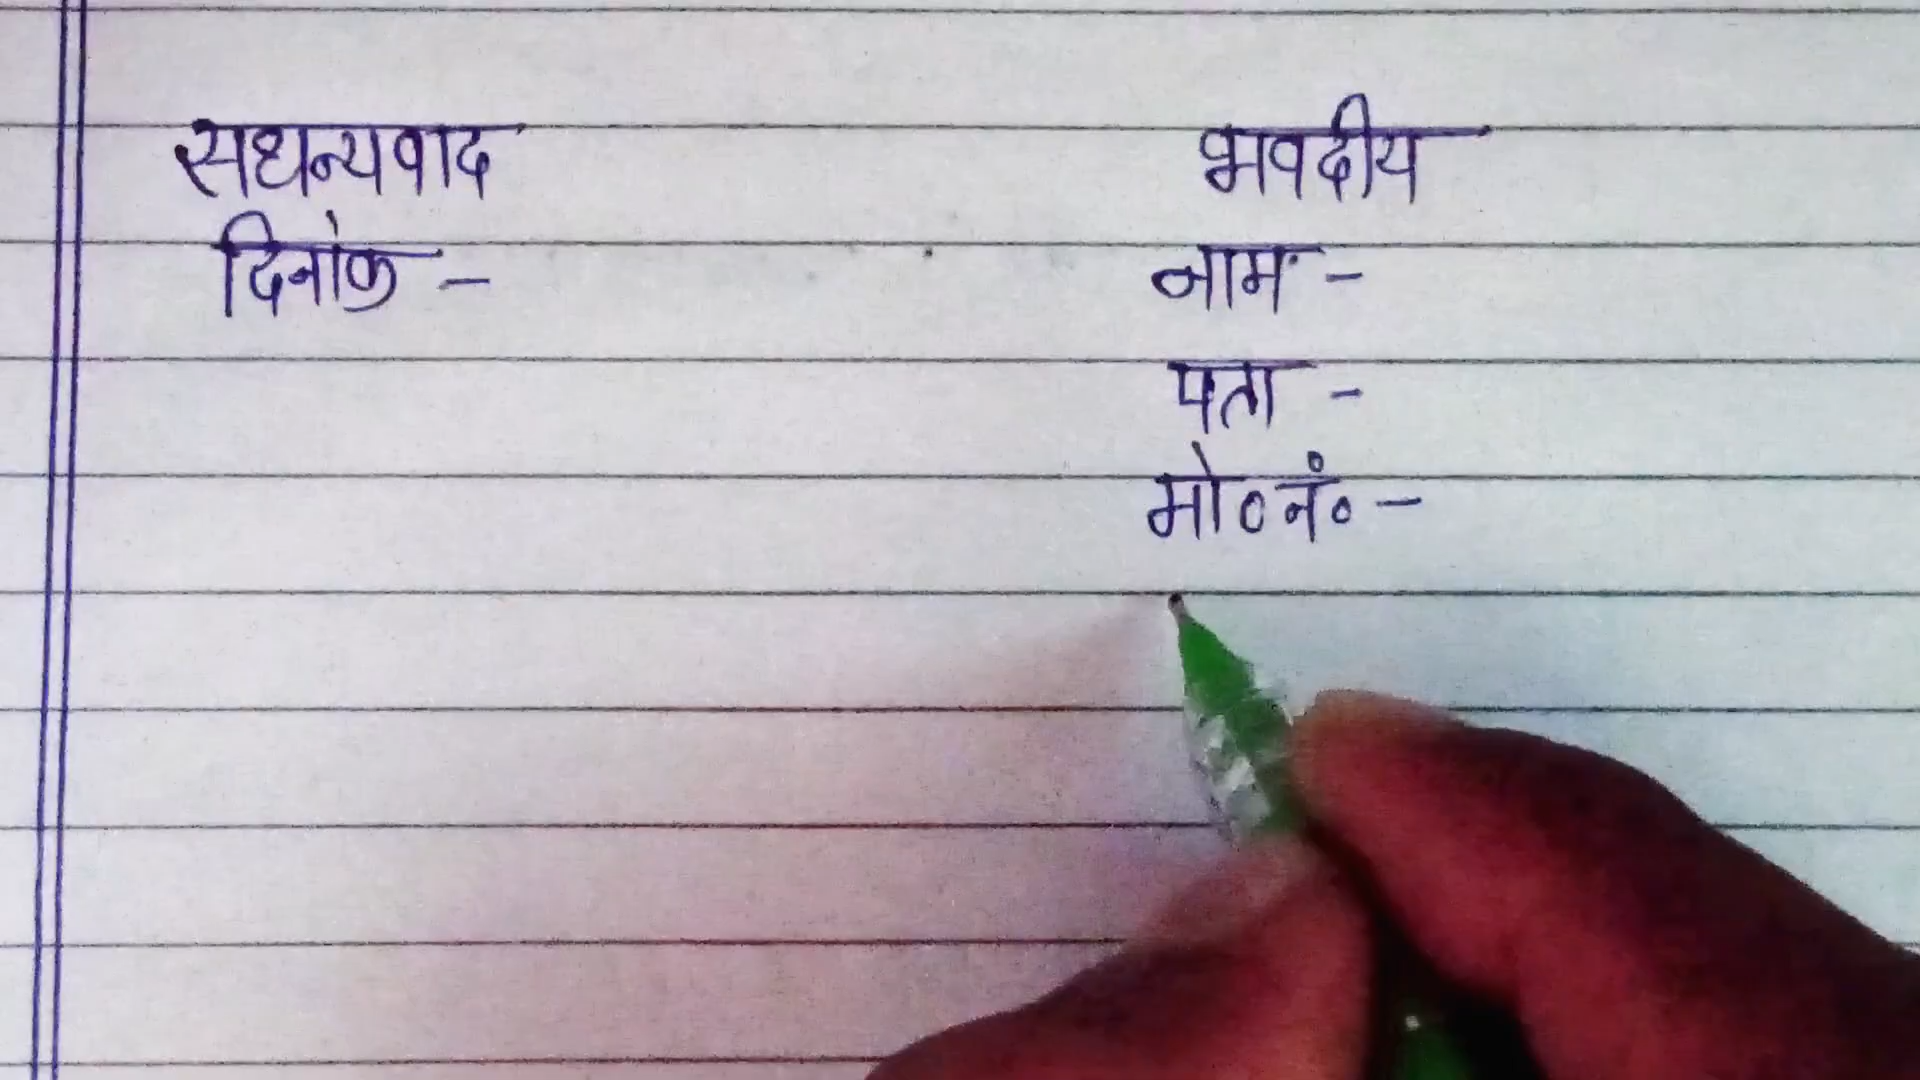 सधन्यवाद भवदीय
दिनांक - नाम -
पता -
मो० नं० -